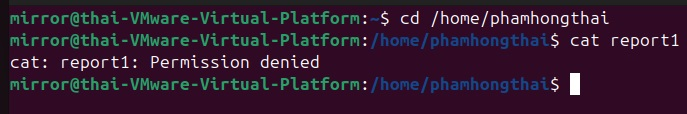 mirror@thai-VMware-Virtual-Platform:~$ cd /home/phamhongthai
mirror@thai-VMware-Virtual-Platform:/home/phamhongthai$ cat report1
cat: report1: Permission denied
mirror@thai-VMware-Virtual-Platform:/home/phamhongthai$